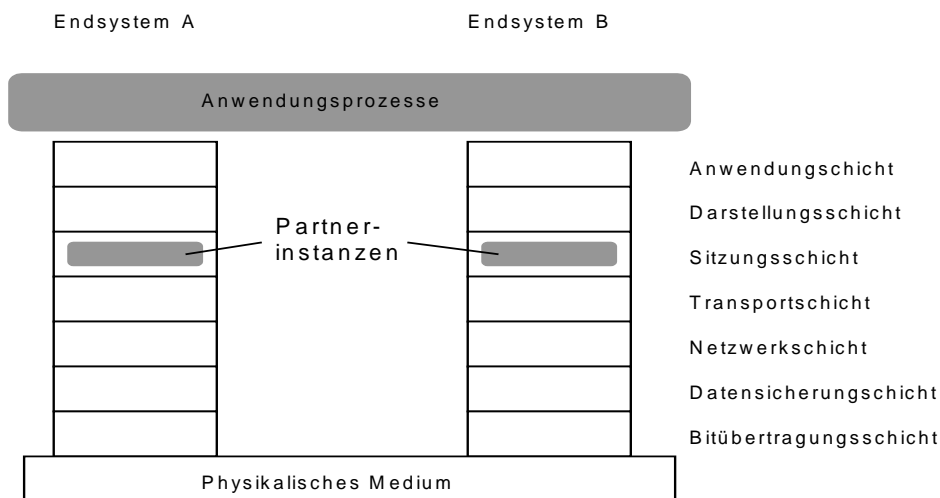 Endsystem A
Endsystem B
Anwendungsprozesse
Anwendungschicht
Darstellungsschicht
Partner-
instanzen
Sitzungsschicht
Transportschicht
Netzwerkschicht
Datensicherungschicht
Bitübertragungsschicht
Physikalisches Medium